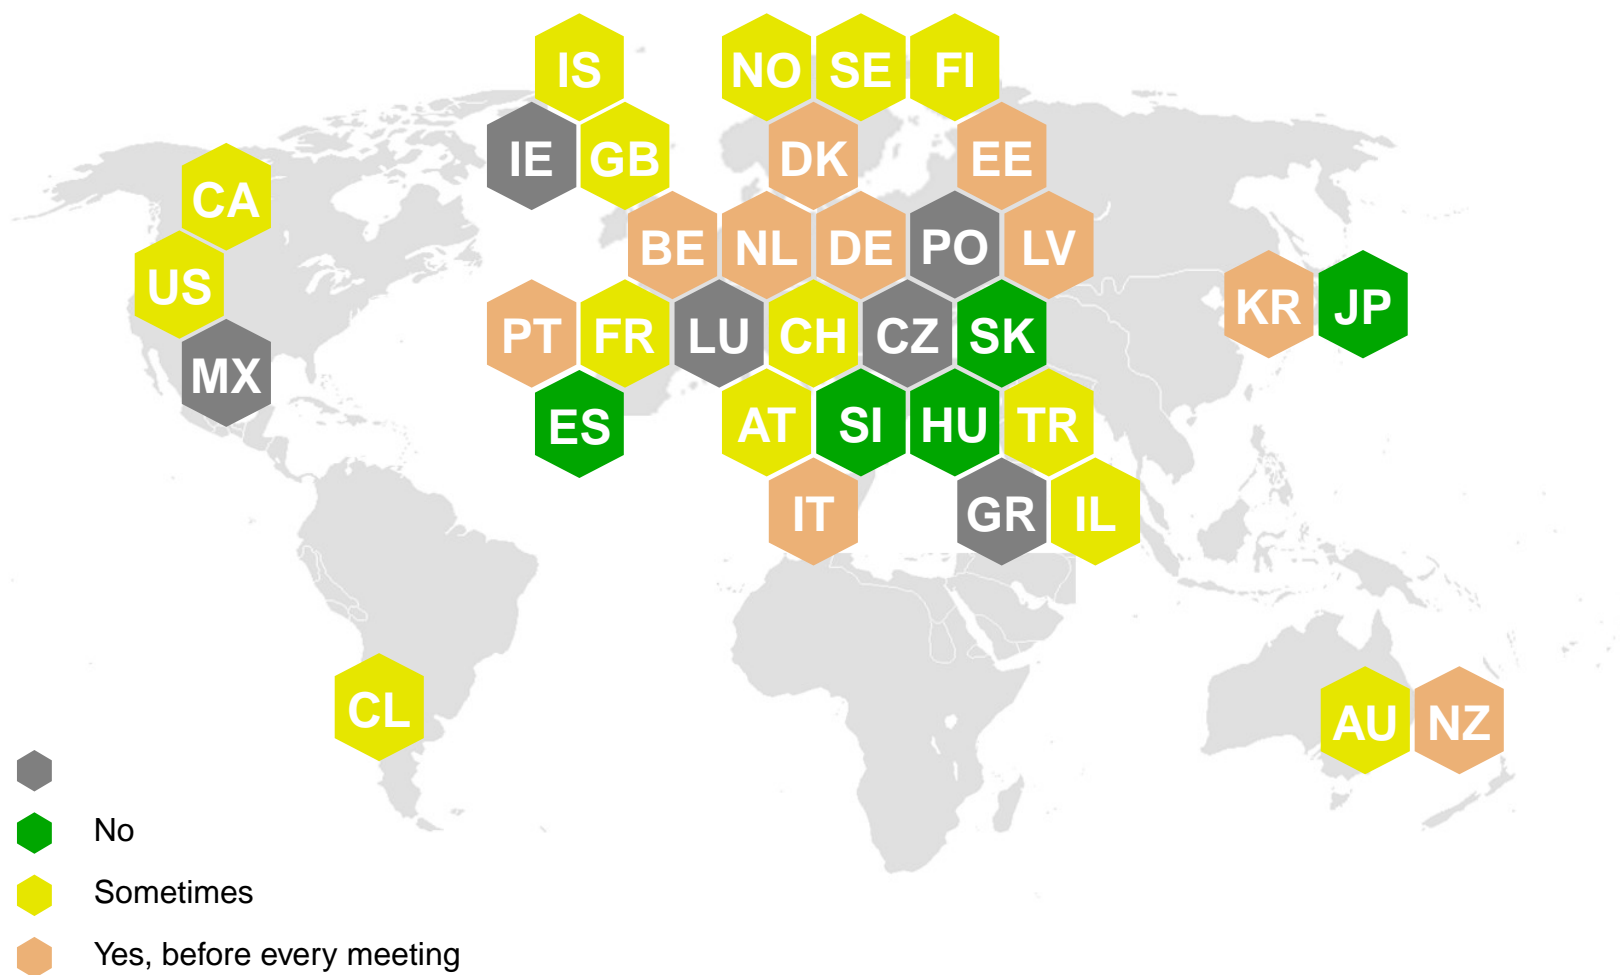 IS NO SE FI
IE GB DK EE
CA
BE NL DE PO LV
US
KR JP
PT FR LU CH CZ SK
MX
ES AT SI HU TR
IT GR IL
CL
AU NZ
No
Sometimes
Yes, before every meeting